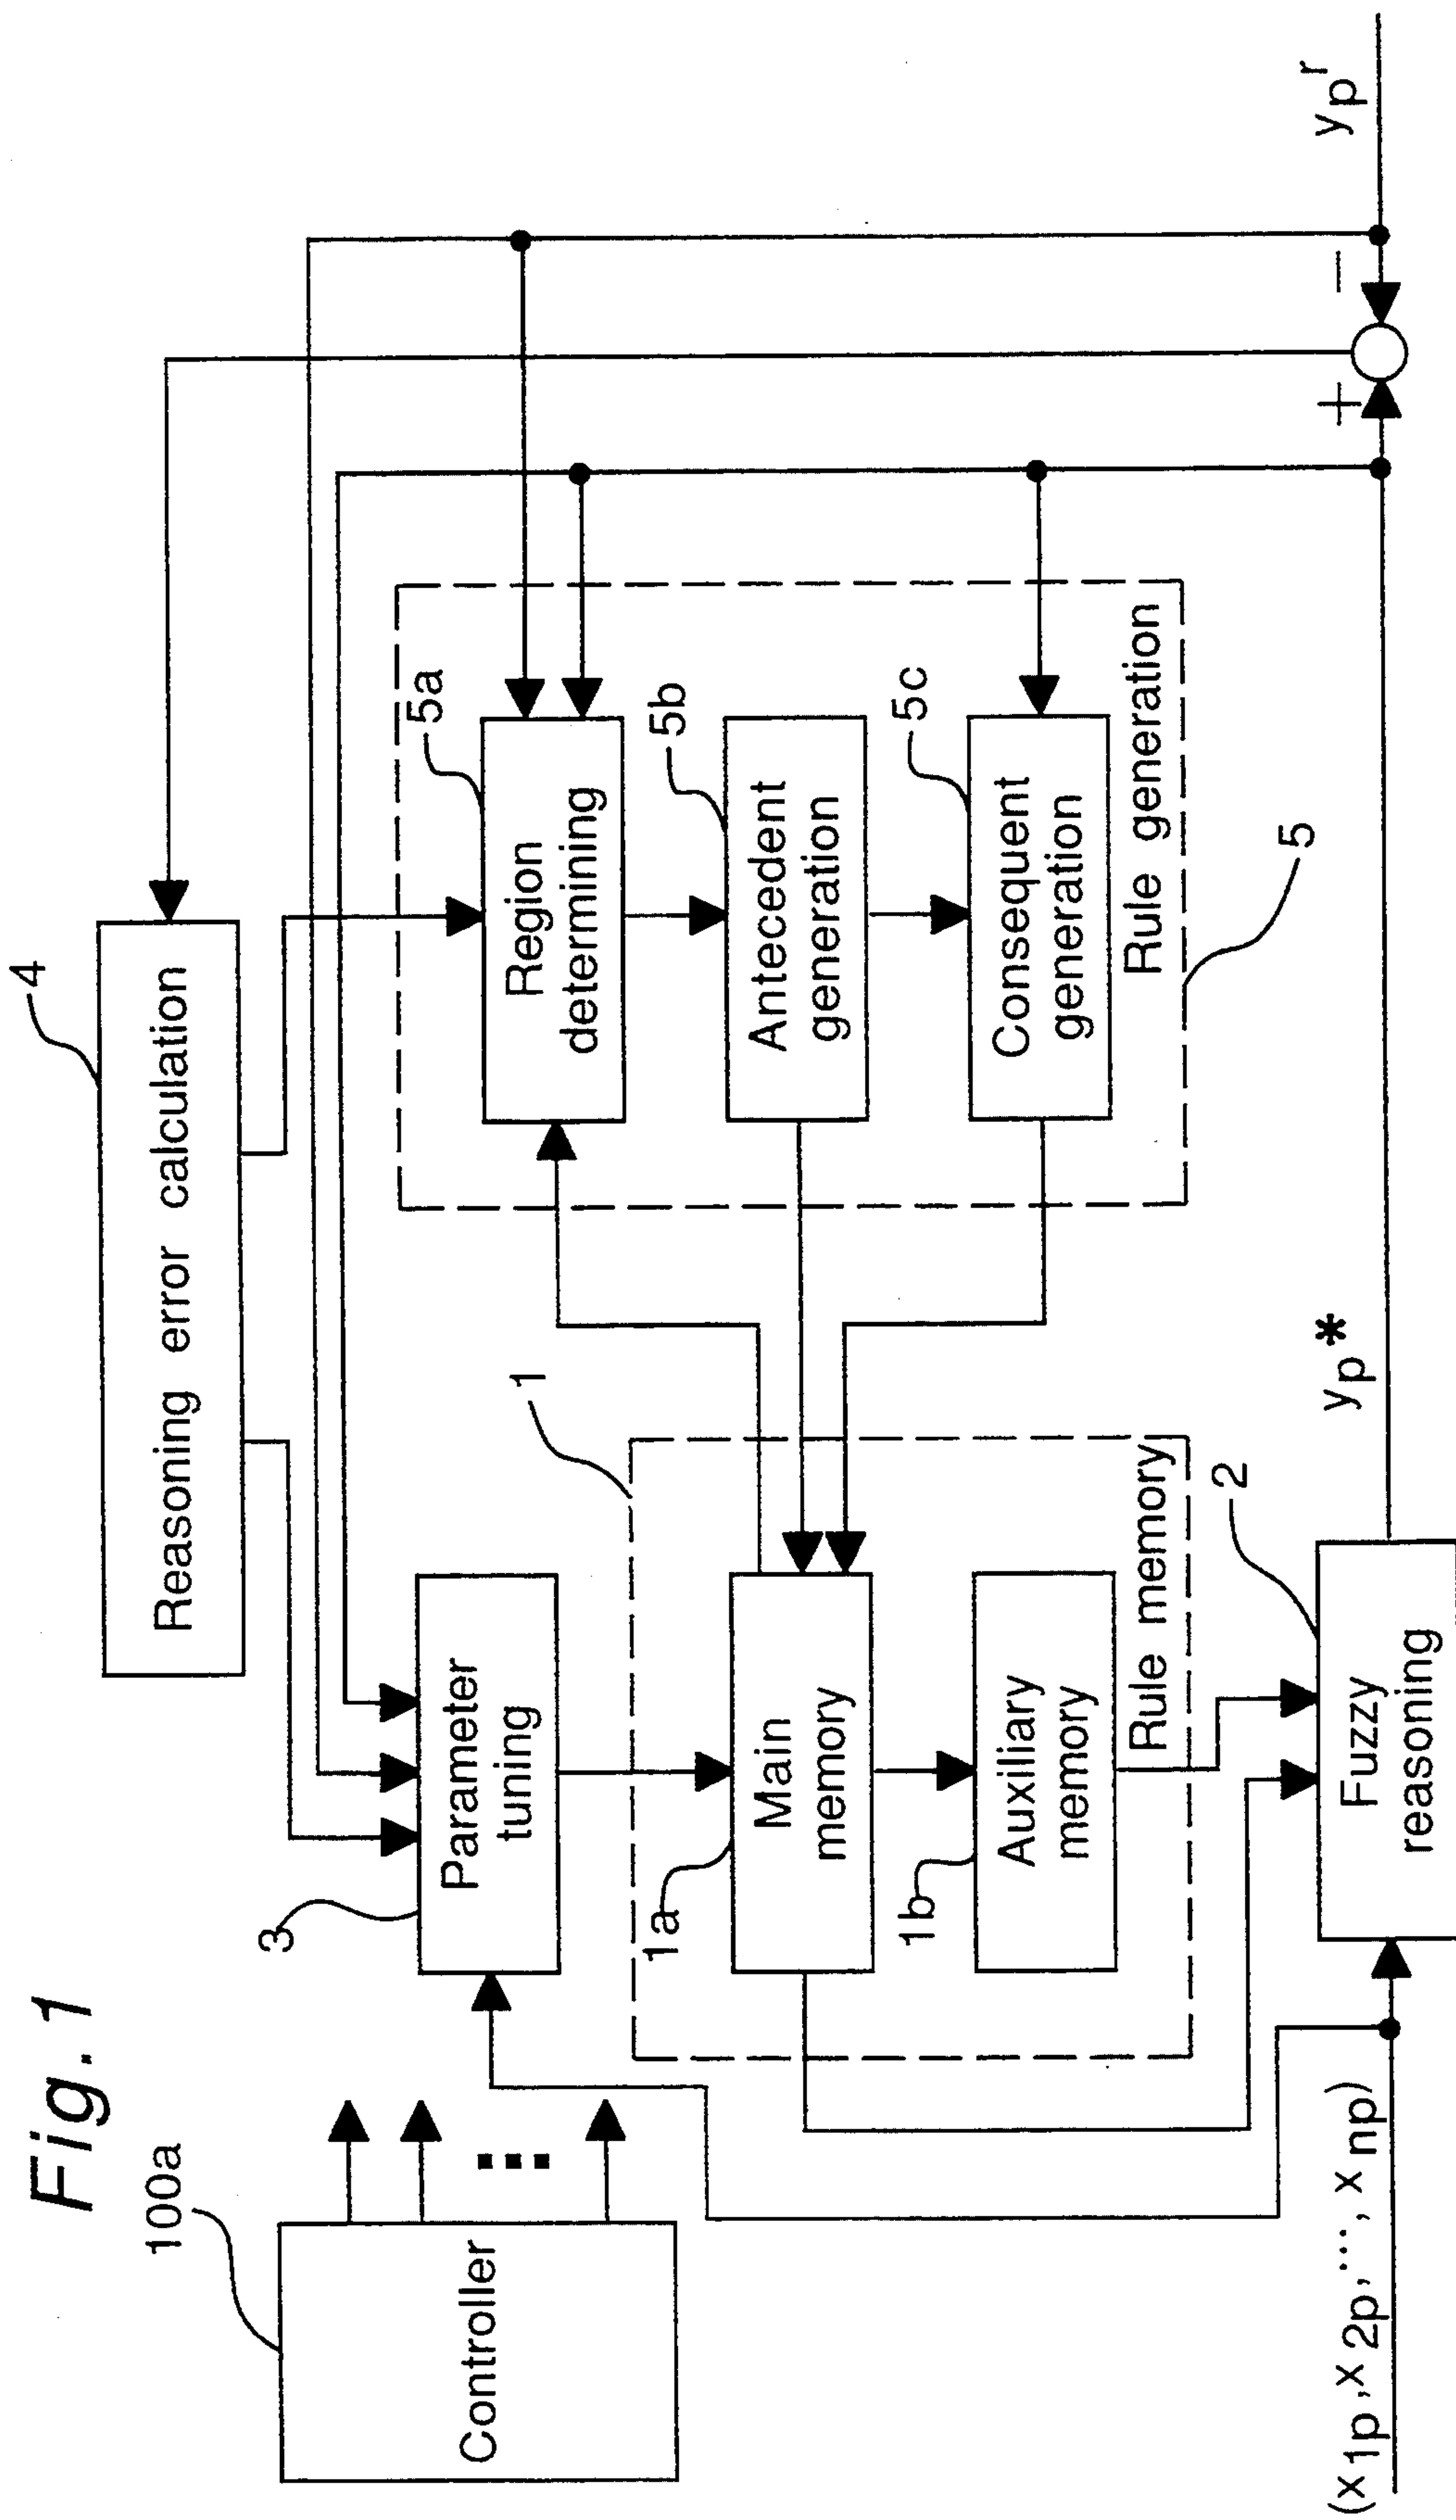 Fig.1
100a
Controller
4
Reasoning error calculation
3
Parameter
tuning
1
1a
Main
memory
1b
Auxiliary
memory
Rule memory
2
Fuzzy
reasoning
5a
Region
determining
5b
Antecedent
generation
5c
Consequent
generation
Rule generation
5
(x1p,x2p,···,xnp)
yp*
+
−
ypr